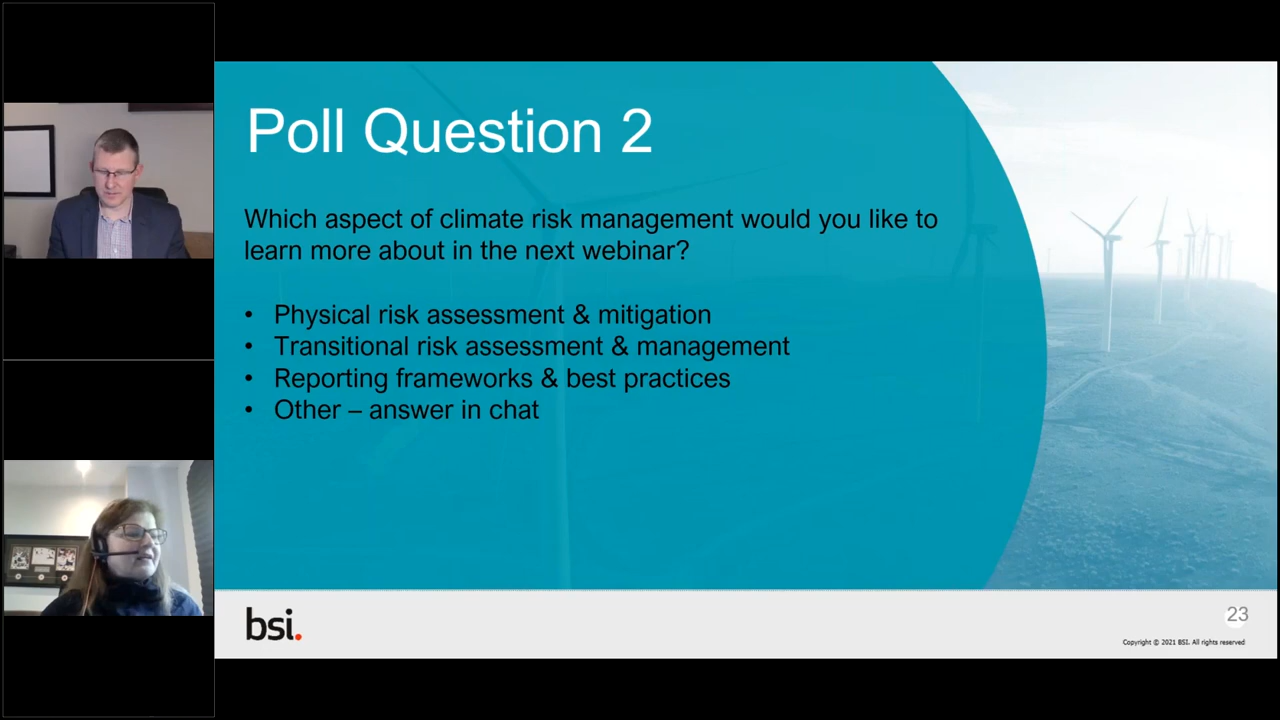 Poll Question 2
Which aspect of climate risk management would you like to
learn more about in the next webinar?
• Physical risk assessment & mitigation
• Transitional risk assessment & management
• Reporting frameworks & best practices
• Other – answer in chat
bsi.
23
Copyright © 2021 BSI. All rights reserved